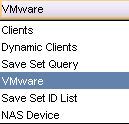 VMware
Clients
Dynamic Clients
Save Set Query
VMware
Save Set ID List
NAS Device